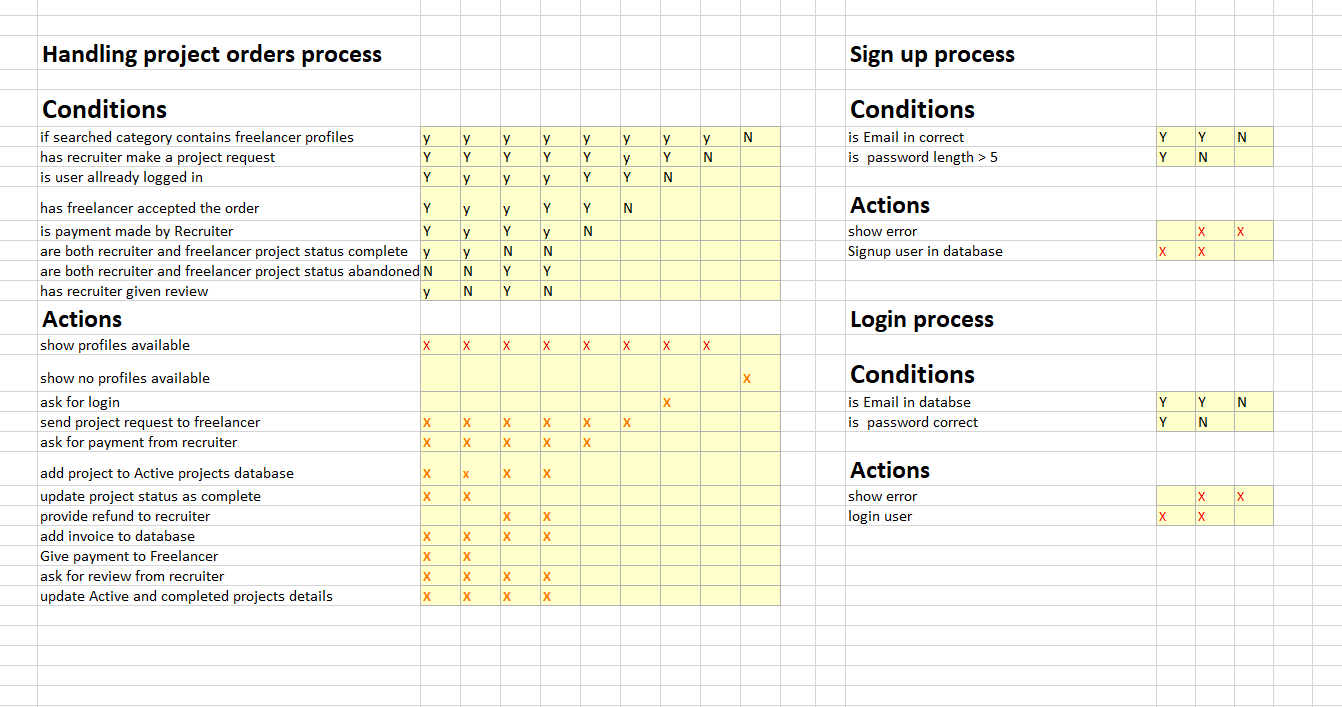 Handling project orders process
Conditions
if searched category contains freelancer profiles y y y y y y y y N
has recruiter make a project request Y Y Y Y Y y Y N
is user allready logged in Y y y y Y Y N
has freelancer accepted the order Y y y Y Y N
is payment made by Recruiter Y y Y y N
are both recruiter and freelancer project status complete y y N N
are both recruiter and freelancer project status abandoned N N Y Y
has recruiter given review y N Y N
Actions
show profiles available X X X X X X X X
show no profiles available X
ask for login X
send project request to freelancer X X X X X X
ask for payment from recruiter X X X X X
add project to Active projects database X x X X
update project status as complete X X
provide refund to recruiter X X
add invoice to database X X X X
Give payment to Freelancer X X
ask for review from recruiter X X X X
update Active and completed projects details X X X X
Sign up process
Conditions
is Email in correct Y Y N
is password length > 5 Y N
Actions
show error X X
Signup user in database X X
Login process
Conditions
is Email in databse Y Y N
is password correct Y N
Actions
show error X X
login user X X